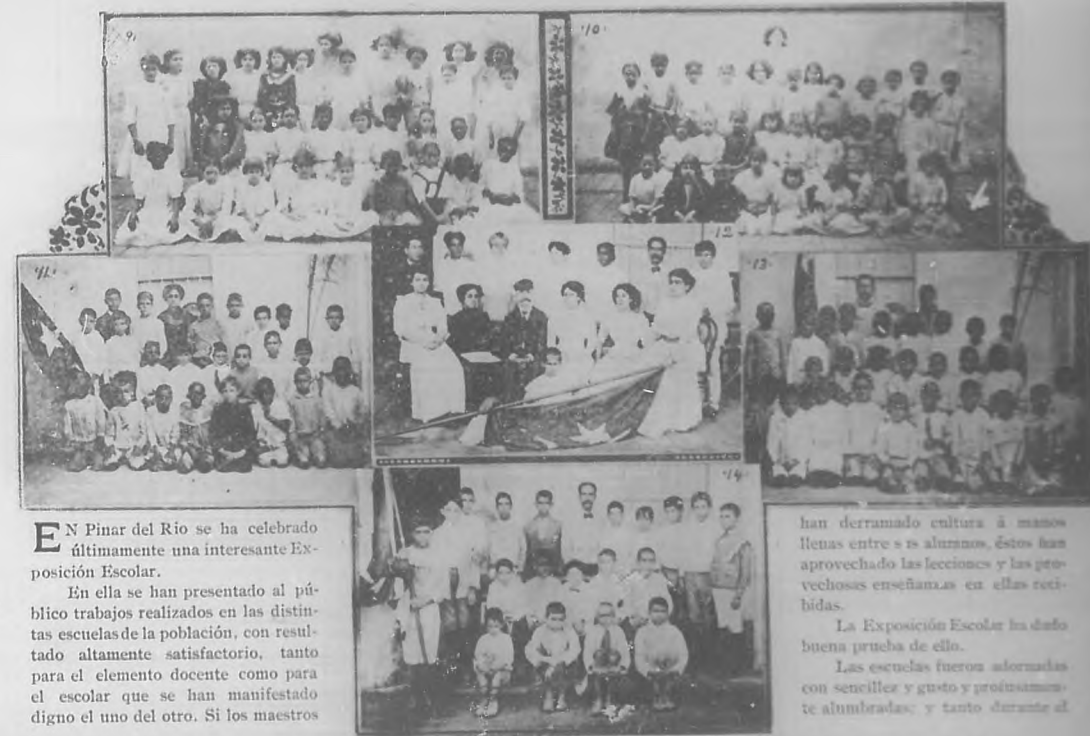 9.
10.
11.
12
13.
14.
EN Pinar del Rio se ha celebrado
últimamente una interesante Ex-
posición Escolar.
En ella se han presentado al pú-
blico trabajos realizados en las distin-
tas escuelas de la población, con resul-
tado altamente satisfactorio, tanto
para el elemento docente como para
el escolar que se han manifestado
digno el uno del otro. Si los maestros
han derramado cultura á manos
llenas entre s is alumnos, éstos han
aprovechado las lecciones y las pro-
vechosas enseñanzas en ellas reci-
bidas.
La Exposición Escolar ha dado
buena prueba de ello.
Las escuelas fueron adornadas
con sencillez y gusto y profusamen-
te alumbradas; y tanto durante el